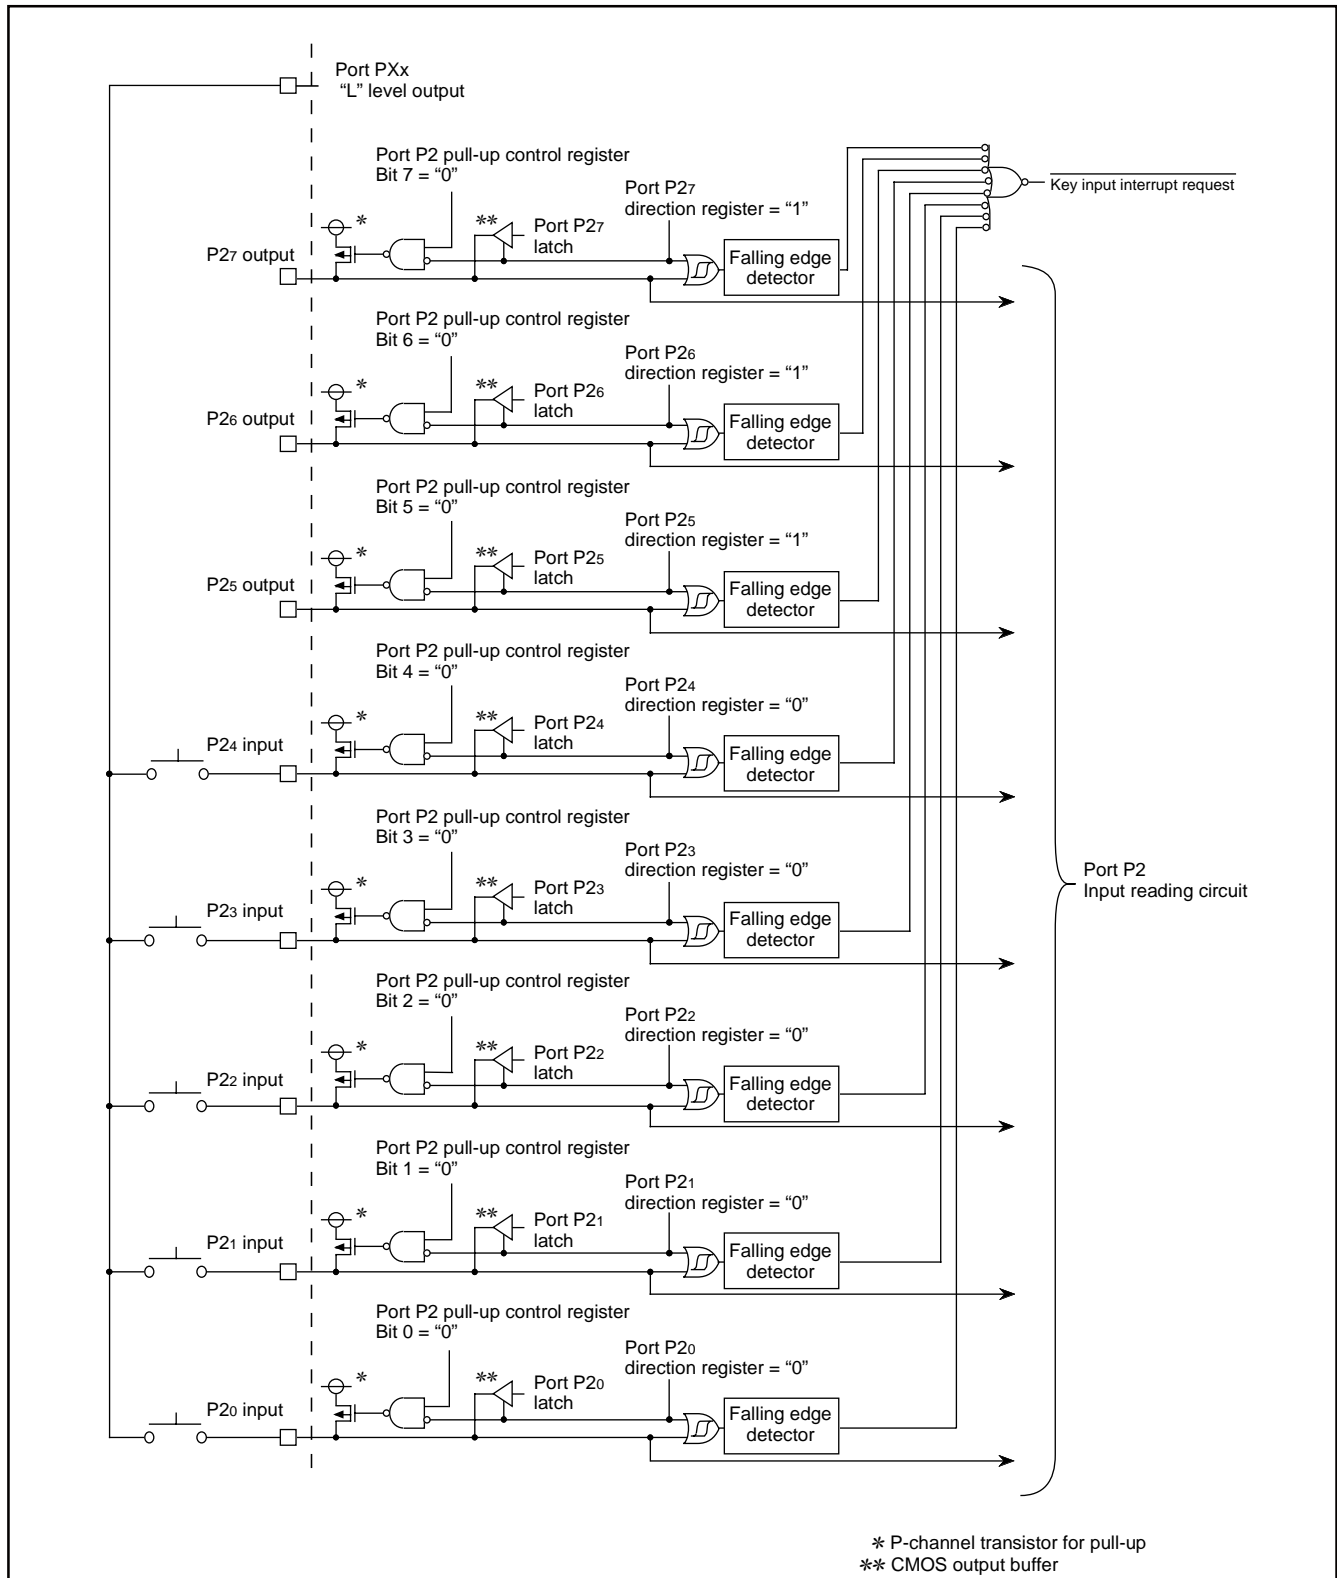 Port PXx
“L” level output
Port P2 pull-up control register
Bit 7 = “0”
Port P27
direction register = “1”
Key input interrupt request
*
**
Port P27
latch
P27 output
Falling edge
detector
Port P2 pull-up control register
Bit 6 = “0”
Port P26
direction register = “1”
*
**
Port P26
latch
P26 output
Falling edge
detector
Port P2 pull-up control register
Bit 5 = “0”
Port P25
direction register = “1”
*
**
Port P25
latch
P25 output
Falling edge
detector
Port P2 pull-up control register
Bit 4 = “0”
Port P24
direction register = “0”
*
**
Port P24
latch
P24 input
Falling edge
detector
Port P2 pull-up control register
Bit 3 = “0”
Port P23
direction register = “0”
Port P2
Input reading circuit
*
**
Port P23
latch
P23 input
Falling edge
detector
Port P2 pull-up control register
Bit 2 = “0”
Port P22
direction register = “0”
*
**
Port P22
latch
P22 input
Falling edge
detector
Port P2 pull-up control register
Bit 1 = “0”
Port P21
direction register = “0”
*
**
Port P21
latch
P21 input
Falling edge
detector
Port P2 pull-up control register
Bit 0 = “0”
Port P20
direction register = “0”
*
**
Port P20
latch
P20 input
Falling edge
detector
* P-channel transistor for pull-up
** CMOS output buffer